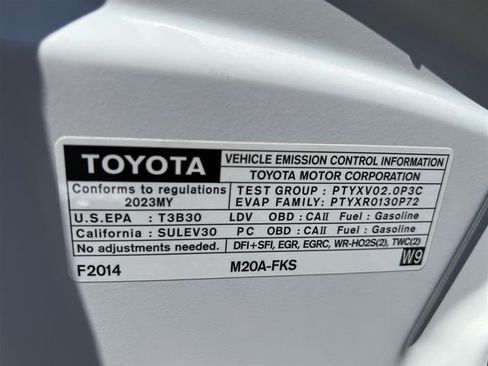 TOYOTA
VEHICLE EMISSION CONTROL INFORMATION
TOYOTA MOTOR CORPORATION
Conforms to regulations
2023MY
TEST GROUP : PTYXV02.0P3C
EVAP FAMILY: PTYXR0130P72
U.S.EPA : T3B30 LDV OBD : CAII Fuel : Gasoline
California : SULEV30 PC OBD : CAII Fuel : Gasoline
No adjustments needed. DFI+SFI, EGR, EGRC, WR-HO2S(2), TWC(2)
F2014 M20A-FKS W9